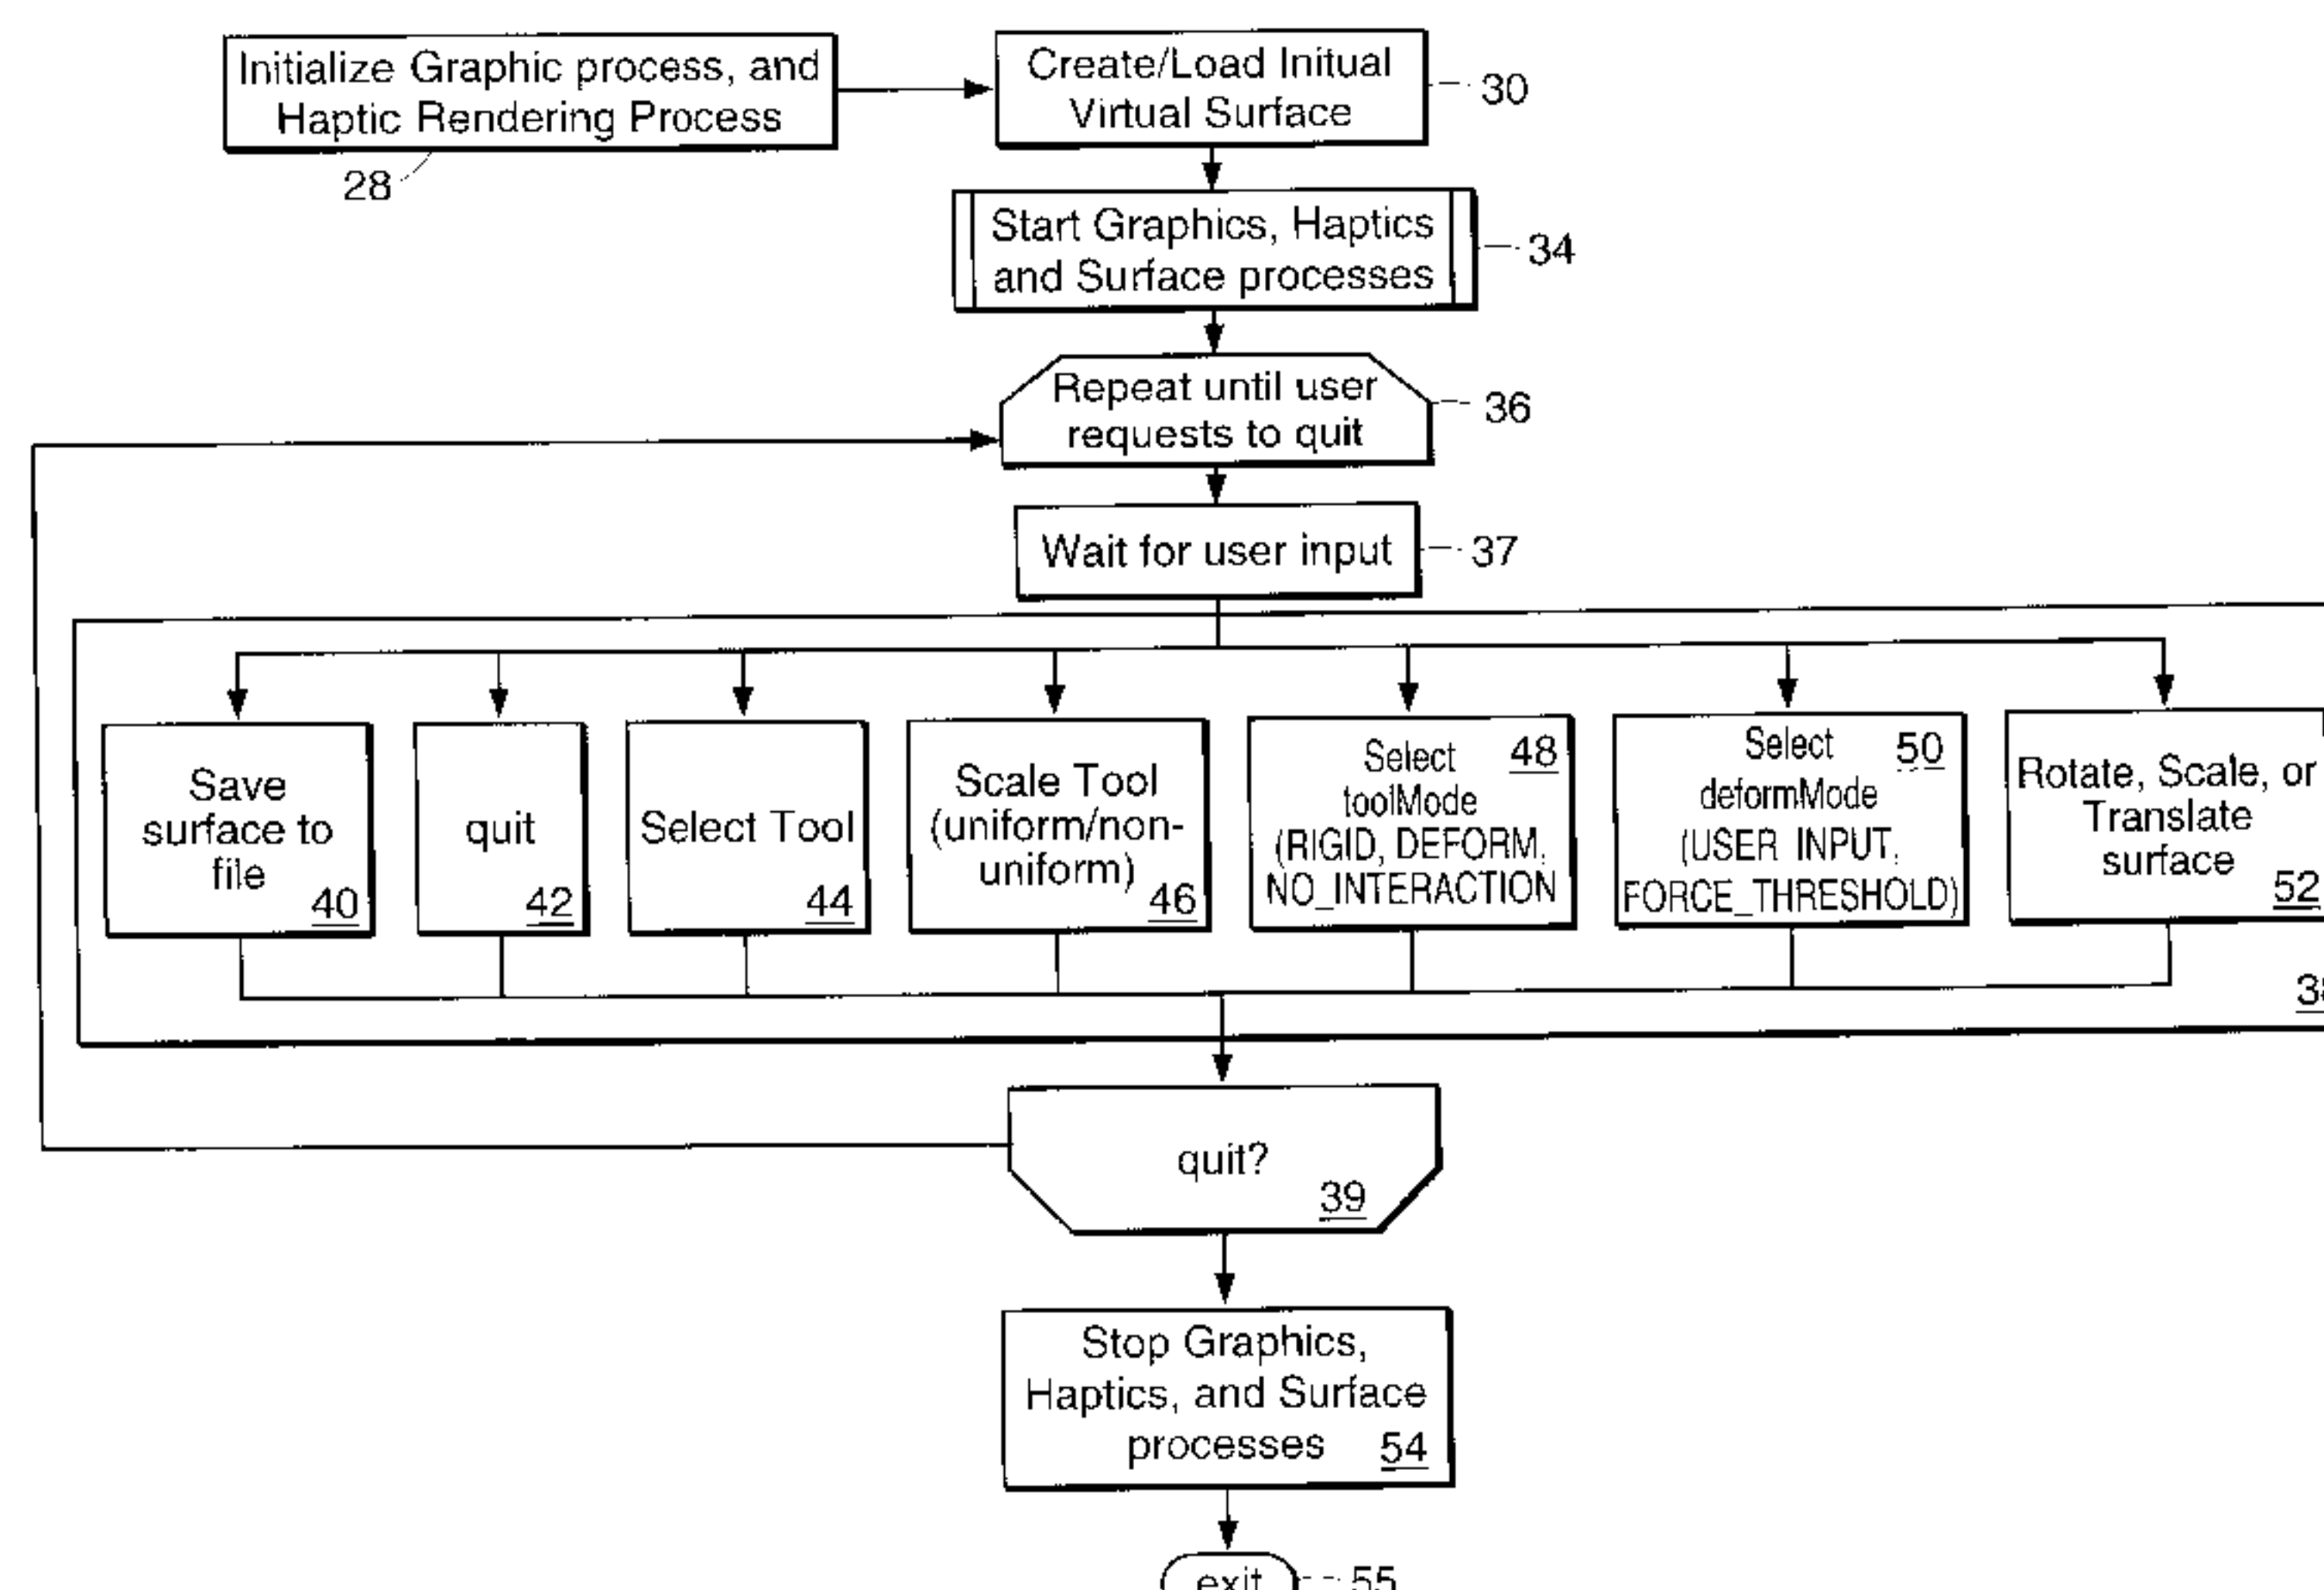 Initialize Graphic process, and
Haptic Rendering Process
28
Create/Load Initual
Virtual Surface
30
Start Graphics, Haptics
and Surface processes
34
Repeat until user
requests to quit
36
Wait for user input
37
Save
surface to
file
40
quit
42
Select Tool
44
Scale Tool
(uniform/non-
uniform)
46
Select
toolMode
(RIGID, DEFORM,
NO_INTERACTION
48
Select
deformMode
(USER INPUT,
FORCE_THRESHOLD)
50
Rotate, Scale, or
Translate
surface
52
quit?
39
Stop Graphics,
Haptics, and Surface
processes
54
exit
55